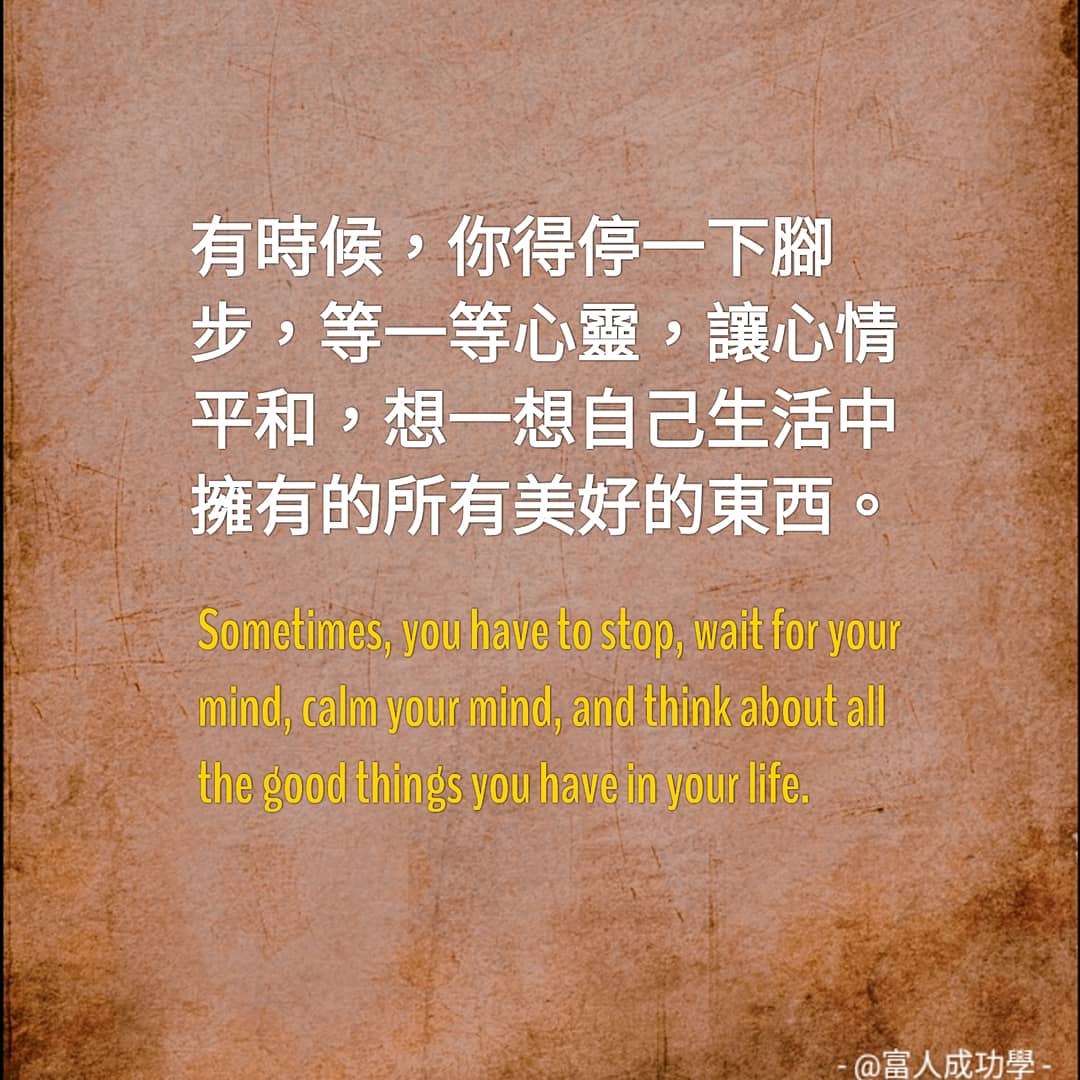 有時候，你得停一下腳
步，等一等心靈，讓心情
平和，想一想自己生活中
擁有的所有美好的東西。
Sometimes, you have to stop, wait for your
mind, calm your mind, and think about all
the good things you have in your life.
- @富人成功學 -